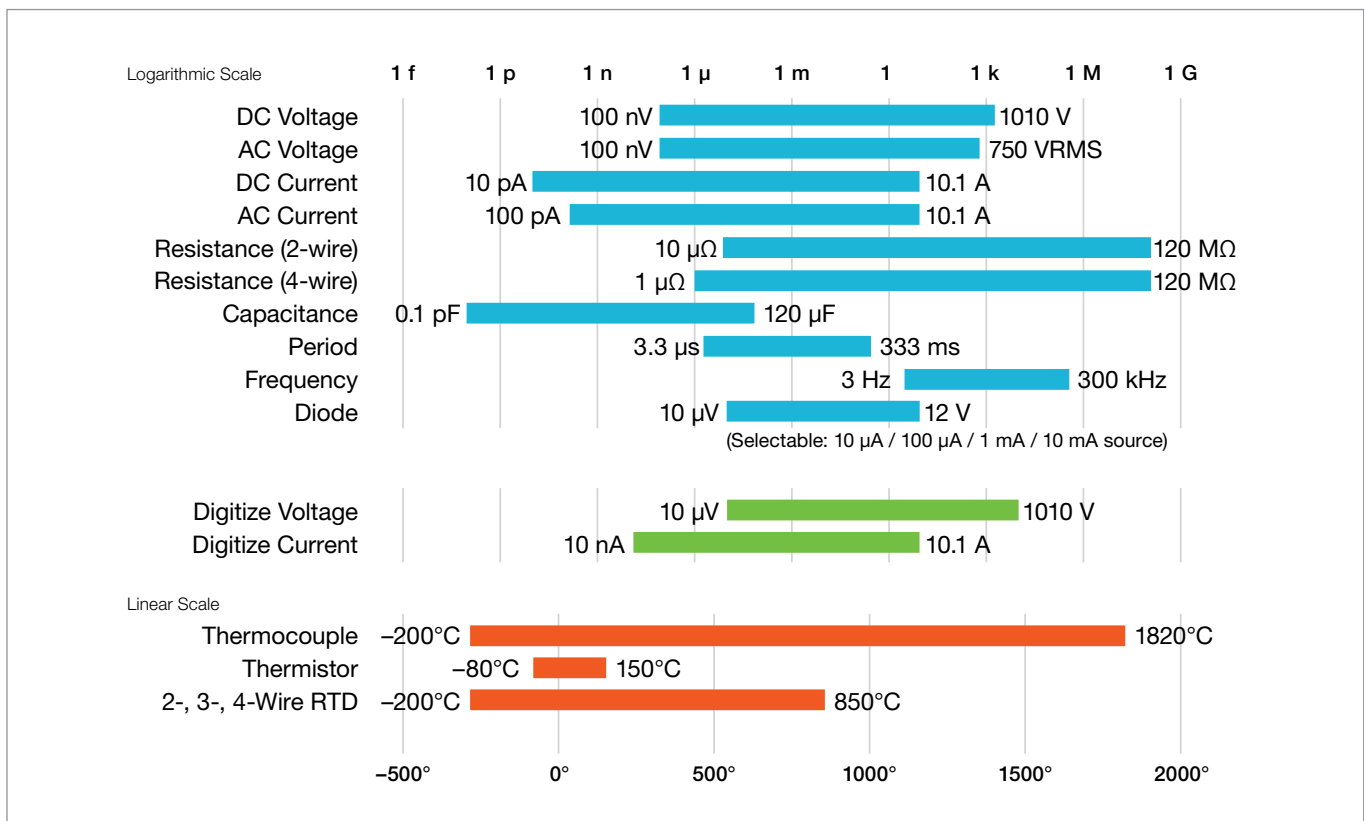 Logarithmic Scale 1 f 1 p 1 n 1 µ 1 m 1 1 k 1 M 1 G
DC Voltage 100 nV 1010 V
AC Voltage 100 nV 750 VRMS
DC Current 10 pA 10.1 A
AC Current 100 pA 10.1 A
Resistance (2-wire) 10 µΩ 120 MΩ
Resistance (4-wire) 1 µΩ 120 MΩ
Capacitance 0.1 pF 120 µF
Period 3.3 µs 333 ms
Frequency 3 Hz 300 kHz
Diode 10 µV 12 V
(Selectable: 10 µA / 100 µA / 1 mA / 10 mA source)
Digitize Voltage 10 µV 1010 V
Digitize Current 10 nA 10.1 A
Linear Scale
Thermocouple –200°C 1820°C
Thermistor –80°C 150°C
2-, 3-, 4-Wire RTD –200°C 850°C
–500° 0° 500° 1000° 1500° 2000°